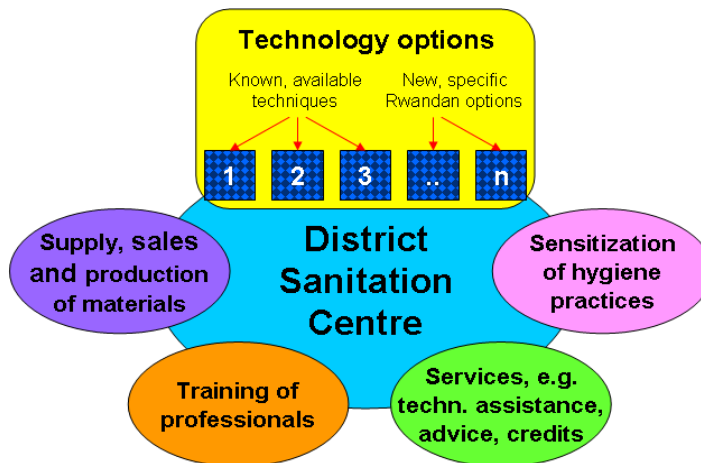 Technology options
Known, available
techniques
New, specific
Rwandan options
1 2 3 .. n
District
Sanitation
Centre
Supply, sales
and production
of materials
Sensitization
of hygiene
practices
Training of
professionals
Services, e.g.
techn. assistance,
advice, credits